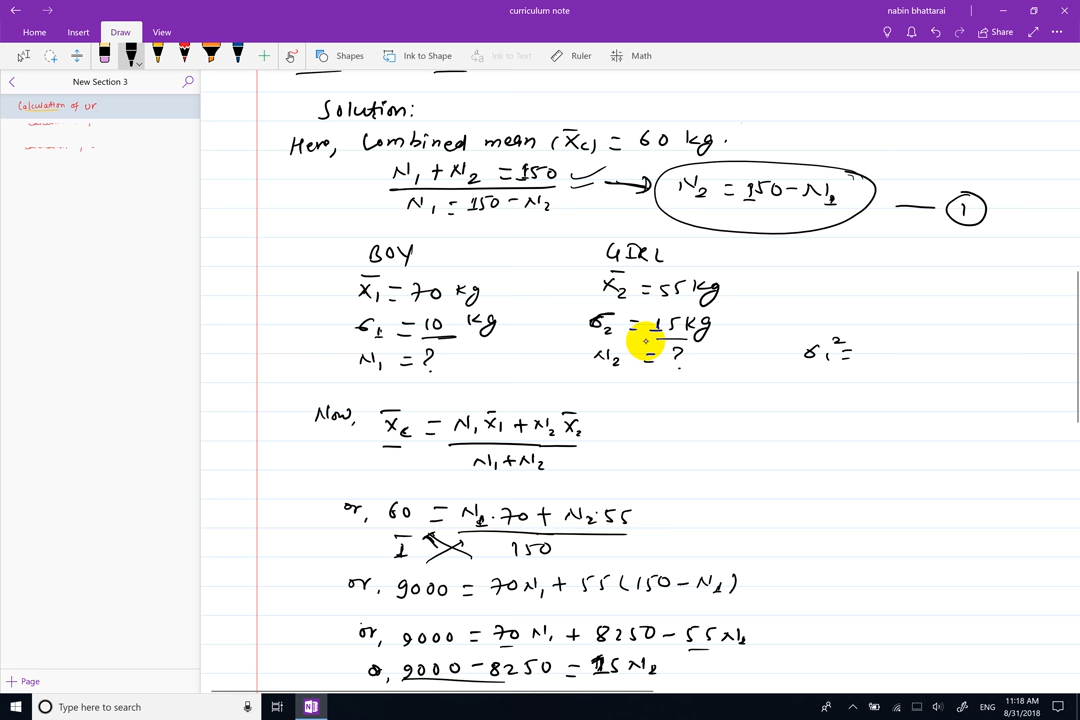 curriculum note
nabin bhattarai
Home Insert Draw View
Share
Shapes Ink to Shape Ink to Text Ruler Math
New Section 3
Calculation of ur
Solution:
Here, Combined mean (X̄c) = 60 kg.
N₁ + N₂ = 150
N₁ = 150 - N₂
N₂ = 150 - N₁
1
BOY GIRL
X̄₁ = 70 kg X̄₂ = 55 kg
σ₁ = 10 kg σ₂ = 15 kg
N₁ = ? N₂ = ? σ₁² =
Now, X̄c = N₁X̄₁ + N₂X̄₂
N₁ + N₂
or, 60 = N₁·70 + N₂·55
1 150
or, 9000 = 70N₁ + 55(150 - N₁)
or, 9000 = 70N₁ + 8250 - 55N₁
or, 9000 - 8250 = 15N₁
+ Page
Type here to search
ENG
11:18 AM
8/31/2018